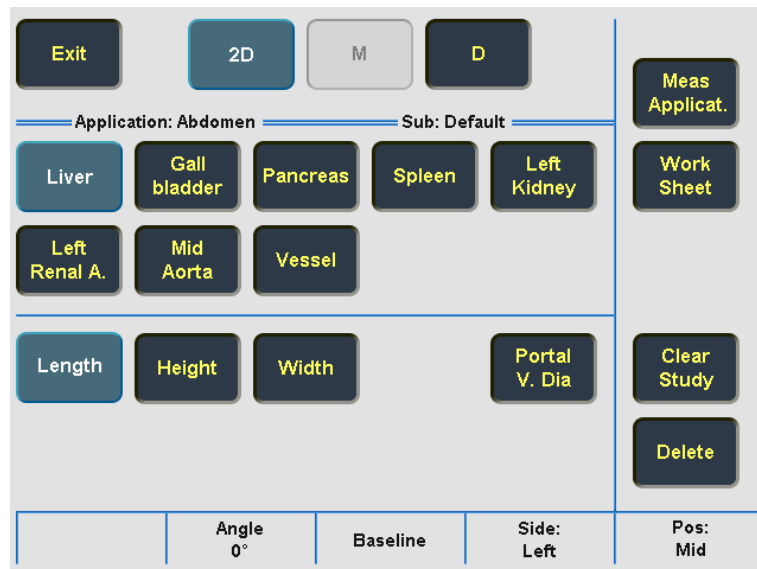 Exit
2D
M
D
Meas
Applicat.
Application: Abdomen
Sub: Default
Liver
Gall
bladder
Pancreas
Spleen
Left
Kidney
Work
Sheet
Left
Renal A.
Mid
Aorta
Vessel
Length
Height
Width
Portal
V. Dia
Clear
Study
Delete
Angle
0°
Baseline
Side:
Left
Pos:
Mid